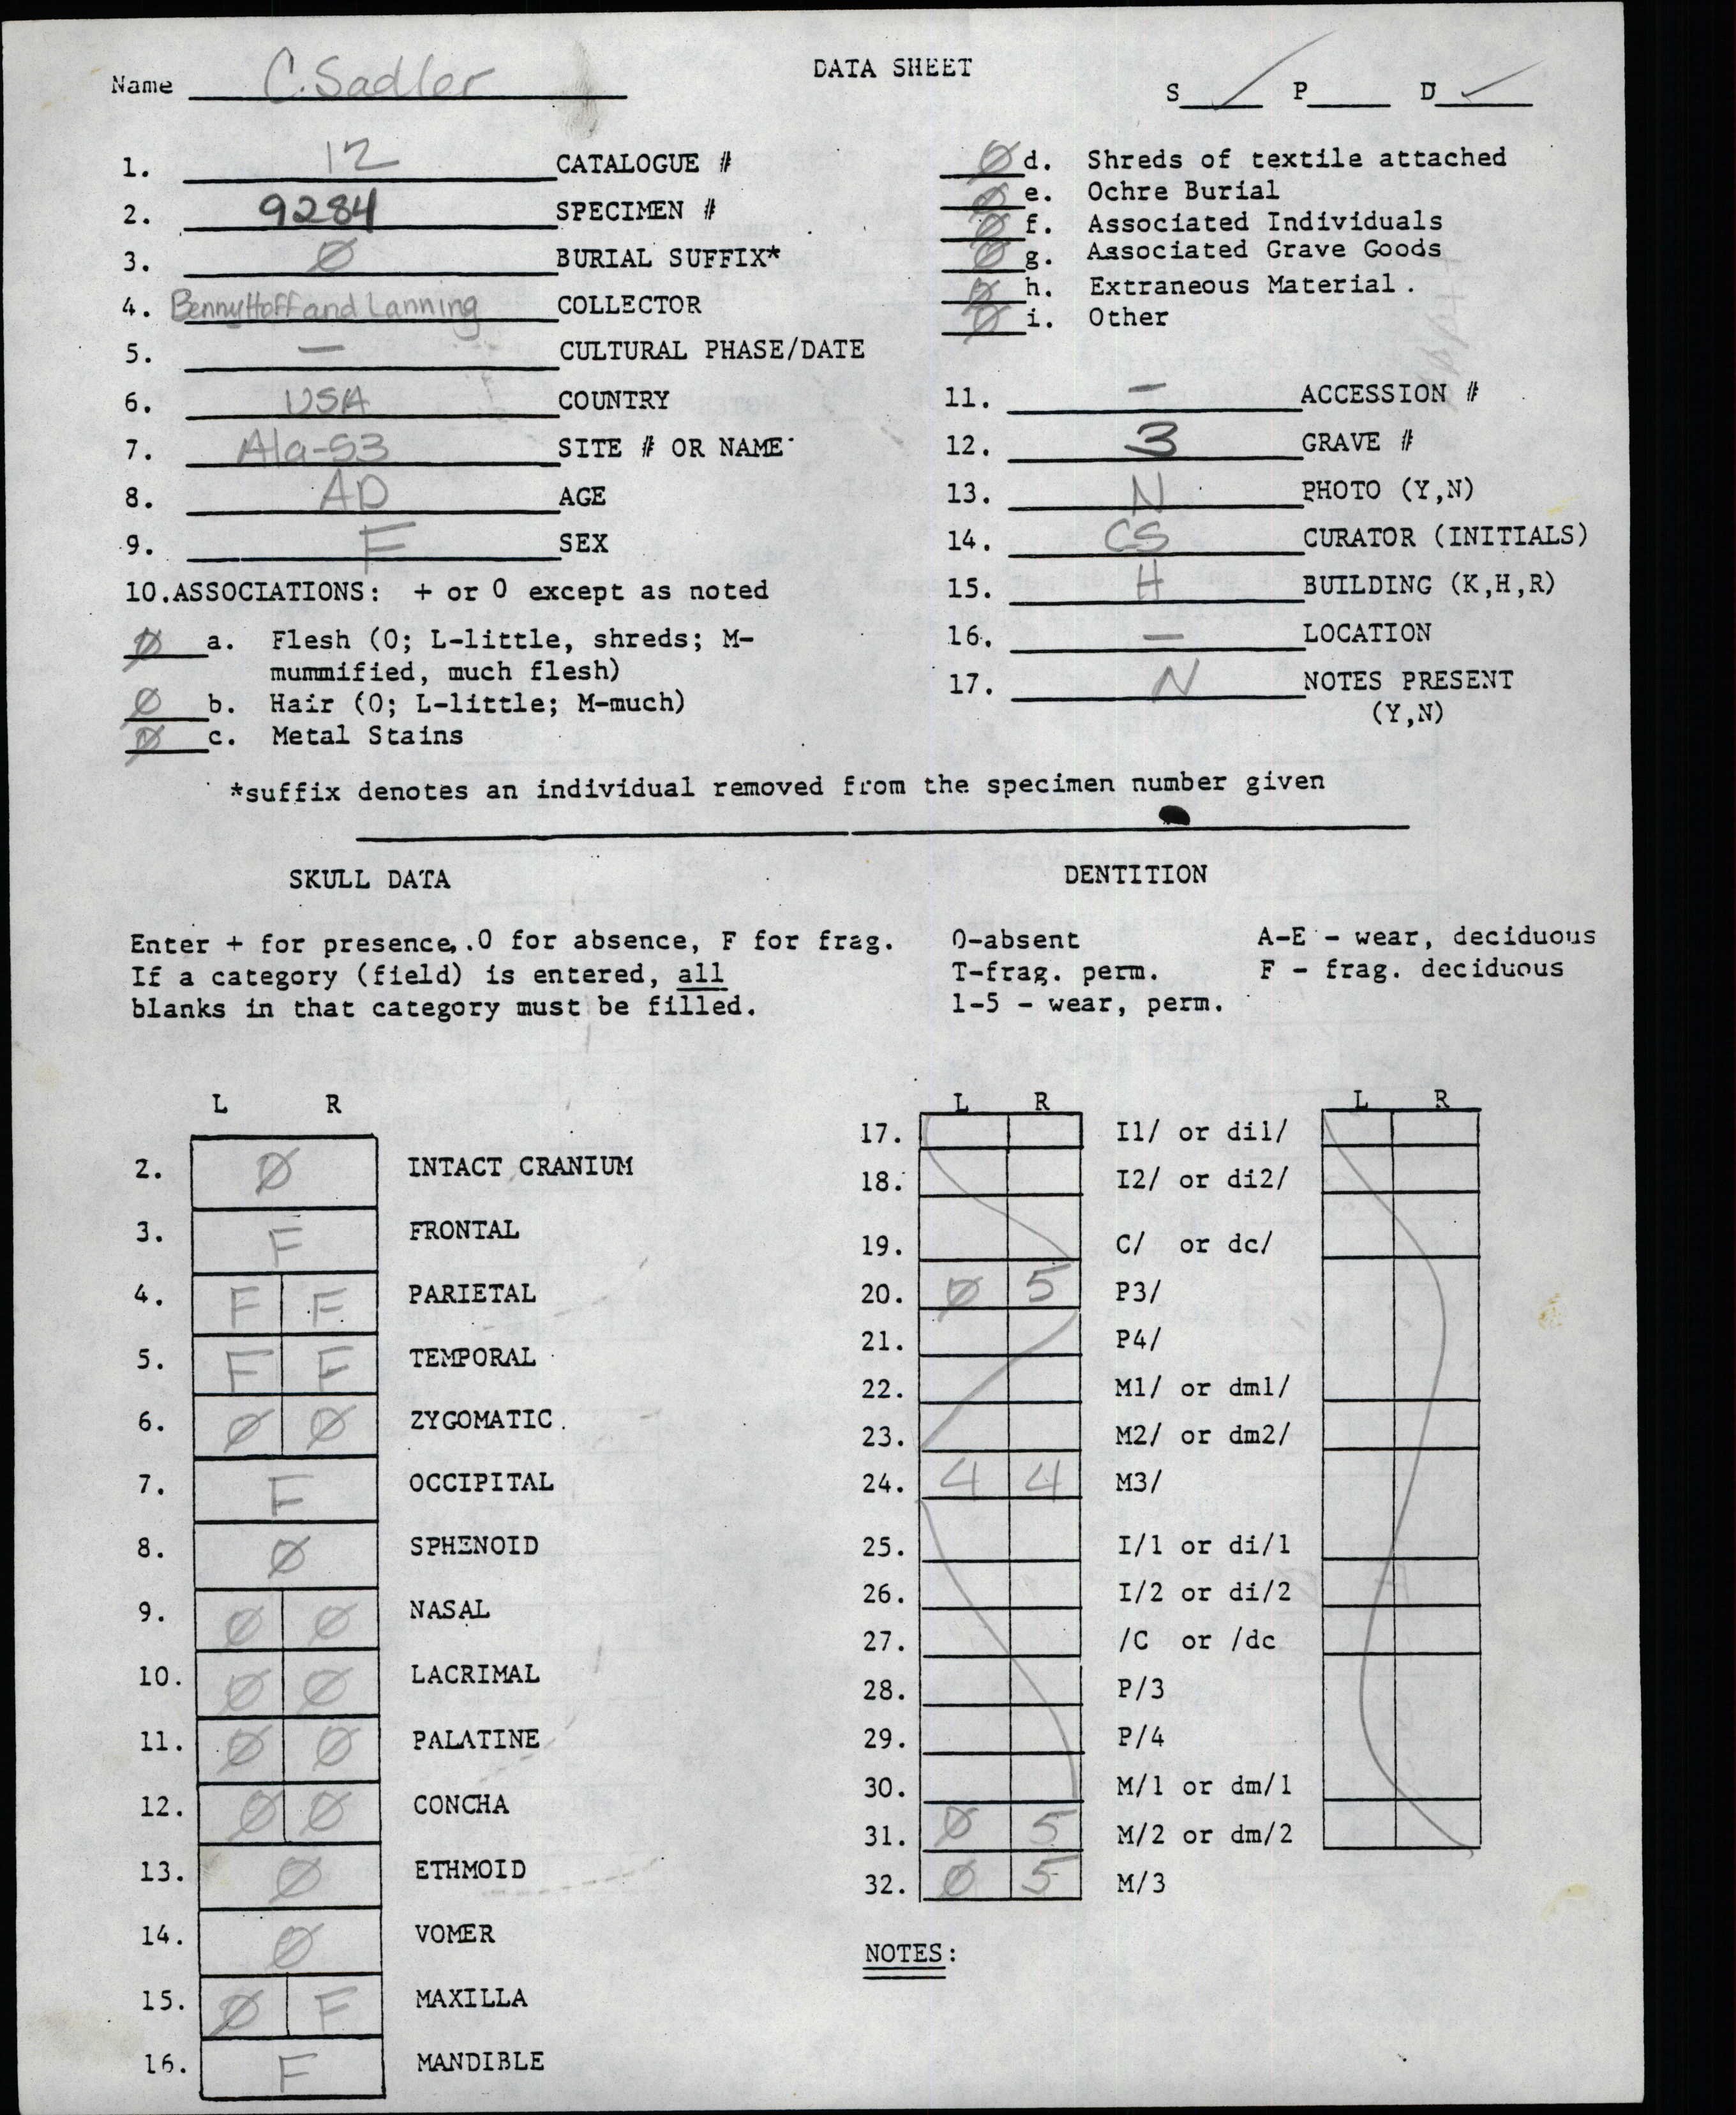 DATA SHEET
Name C. Sadler
S ✓ P D ✓
1. 12 CATALOGUE #
2. 9284 SPECIMEN #
3. Ø BURIAL SUFFIX*
4. BennyHoff and Lanning COLLECTOR
5. — CULTURAL PHASE/DATE
6. USA COUNTRY
7. Ala-53 SITE # OR NAME
8. AD AGE
9. F SEX
10.ASSOCIATIONS: + or 0 except as noted
Ø a. Flesh (0; L-little, shreds; M-
mummified, much flesh)
Ø b. Hair (0; L-little; M-much)
Ø c. Metal Stains
Ø d. Shreds of textile attached
Ø e. Ochre Burial
Ø f. Associated Individuals
Ø g. Associated Grave Goods
Ø h. Extraneous Material.
Ø i. Other
11. — ACCESSION #
12. 3 GRAVE #
13. N PHOTO (Y,N)
14. CS CURATOR (INITIALS)
15. H BUILDING (K,H,R)
16. — LOCATION
17. N NOTES PRESENT
(Y,N)
*suffix denotes an individual removed from the specimen number given
SKULL DATA
Enter + for presence, 0 for absence, F for frag.
If a category (field) is entered, all
blanks in that category must be filled.
L R
2. Ø INTACT CRANIUM
3. F FRONTAL
4. F F PARIETAL
5. F F TEMPORAL
6. Ø Ø ZYGOMATIC
7. F OCCIPITAL
8. Ø SPHENOID
9. Ø Ø NASAL
10. Ø Ø LACRIMAL
11. Ø Ø PALATINE
12. Ø Ø CONCHA
13. Ø ETHMOID
14. Ø VOMER
15. Ø F MAXILLA
16. F MANDIBLE
DENTITION
0-absent A-E - wear, deciduous
T-frag. perm. F - frag. deciduous
1-5 - wear, perm.
L R L R
17. I1/ or di1/
18. I2/ or di2/
19. C/ or dc/
20. Ø 5 P3/
21. P4/
22. M1/ or dm1/
23. M2/ or dm2/
24. 4 4 M3/
25. I/1 or di/1
26. I/2 or di/2
27. /C or /dc
28. P/3
29. P/4
30. M/1 or dm/1
31. Ø 5 M/2 or dm/2
32. Ø 5 M/3
NOTES: